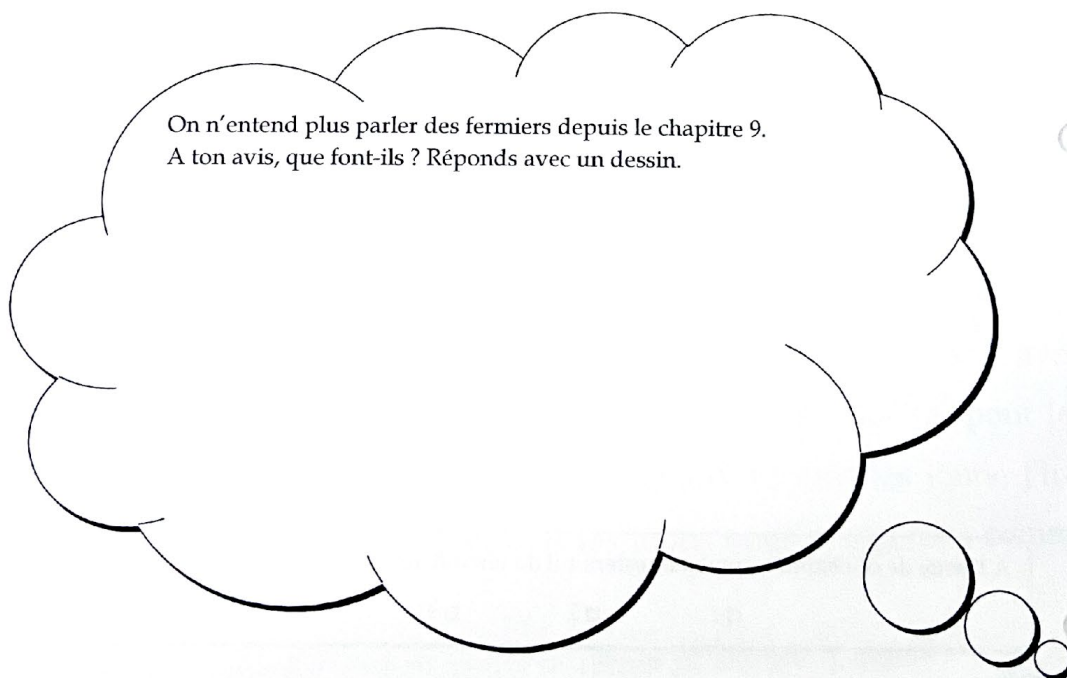 On n'entend plus parler des fermiers depuis le chapitre 9.
A ton avis, que font-ils ? Réponds avec un dessin.